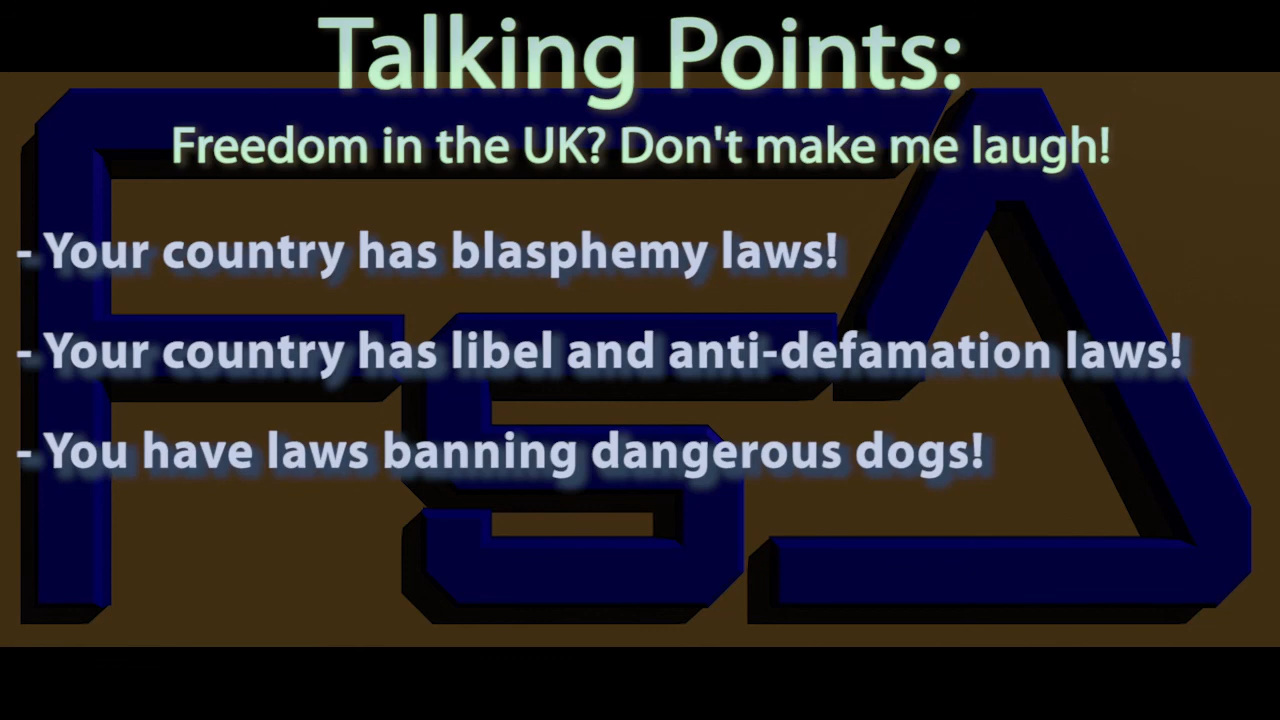 Talking Points:
Freedom in the UK? Don't make me laugh!
- Your country has blasphemy laws!
- Your country has libel and anti-defamation laws!
- You have laws banning dangerous dogs!